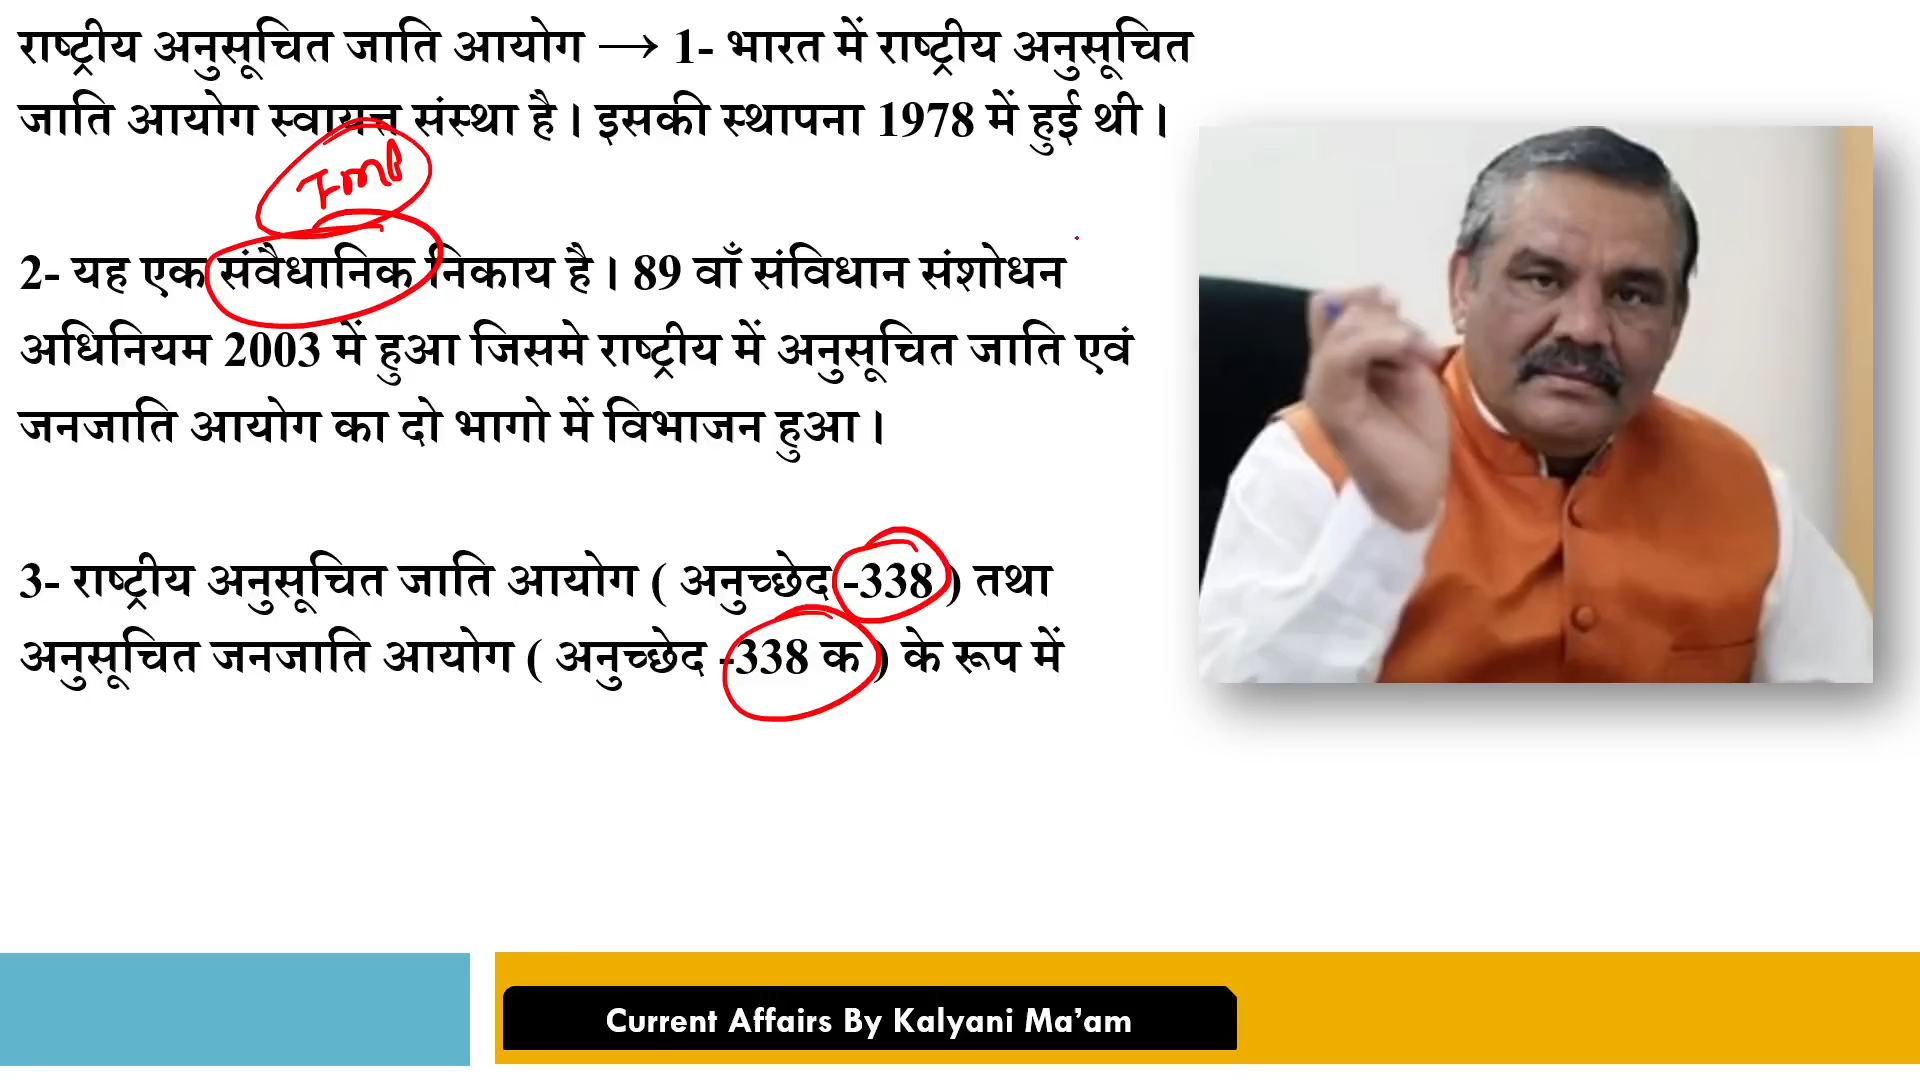 राष्ट्रीय अनुसूचित जाति आयोग → 1- भारत में राष्ट्रीय अनुसूचित
जाति आयोग स्वायत्त संस्था है। इसकी स्थापना 1978 में हुई थी।
Imp
2- यह एक संवैधानिक निकाय है। 89 वाँ संविधान संशोधन
अधिनियम 2003 में हुआ जिसमे राष्ट्रीय में अनुसूचित जाति एवं
जनजाति आयोग का दो भागो में विभाजन हुआ।
3- राष्ट्रीय अनुसूचित जाति आयोग ( अनुच्छेद -338 ) तथा
अनुसूचित जनजाति आयोग ( अनुच्छेद -338 क ) के रूप में
Current Affairs By Kalyani Ma’am